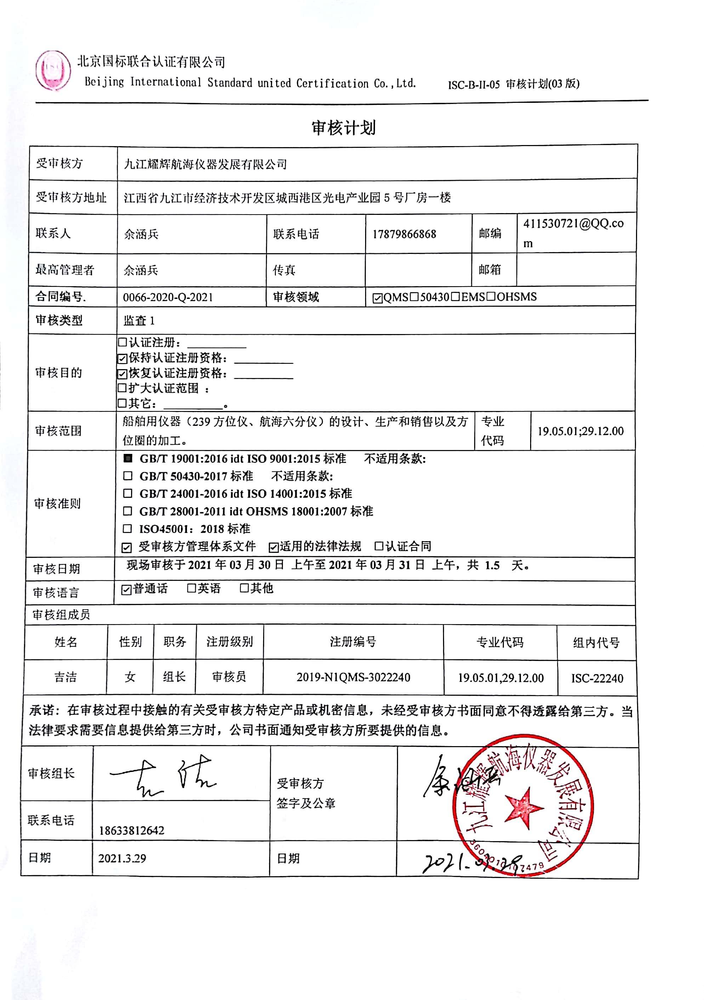 北京国标联合认证有限公司
Beijing International Standard united Certification Co.,Ltd. ISC-B-II-05 审核计划(03 版)
审核计划
受审核方 九江耀辉航海仪器发展有限公司
受审核方地址 江西省九江市经济技术开发区城西港区光电产业园 5 号厂房一楼
联系人 余涵兵 联系电话 17879866868 邮编 411530721@QQ.co
m
最高管理者 余涵兵 传真 邮箱
合同编号. 0066-2020-Q-2021 审核领域 ☑QMS□50430□EMS□OHSMS
审核类型 监查 1
审核目的
□认证注册：
☑保持认证注册资格：
☑恢复认证注册资格：
□扩大认证范围 ：
□其它： 。
审核范围 船舶用仪器（239 方位仪、航海六分仪）的设计、生产和销售以及方
位圈的加工。
专业
代码
19.05.01;29.12.00
审核准则
■ GB/T 19001:2016 idt ISO 9001:2015 标准 不适用条款:
□ GB/T 50430-2017 标准 不适用条款:
□ GB/T 24001-2016 idt ISO 14001:2015 标准
□ GB/T 28001-2011 idt OHSMS 18001:2007 标准
□ ISO45001：2018 标准
☑ 受审核方管理体系文件 ☑适用的法律法规 □认证合同
审核日期 现场审核于 2021 年 03 月 30 日 上午至 2021 年 03 月 31 日 上午，共 1.5 天。
审核语言 ☑普通话 □英语 □其他
审核组成员
姓名 性别 职务 注册级别 注册编号 专业代码 组内代号
吉洁 女 组长 审核员 2019-N1QMS-3022240 19.05.01,29.12.00 ISC-22240
承诺：在审核过程中接触的有关受审核方特定产品或机密信息，未经受审核方书面同意不得透露给第三方。当
法律要求需要信息提供给第三方时，公司书面通知受审核方所要提供的信息。
审核组长 吉洁
受审核方
签字及公章
余涵兵
九江耀辉航海仪器发展有限公司
3604010107479
联系电话 18633812642
日期 2021.3.29 日期 2021.03.29.